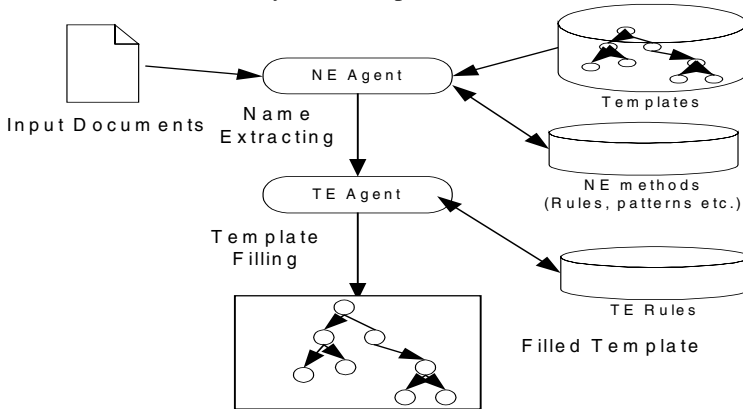 NE Agent
Templates
Input Documents
Name
Extracting
NE methods
(Rules, patterns etc.)
TE Agent
Template
Filling
TE Rules
Filled Template